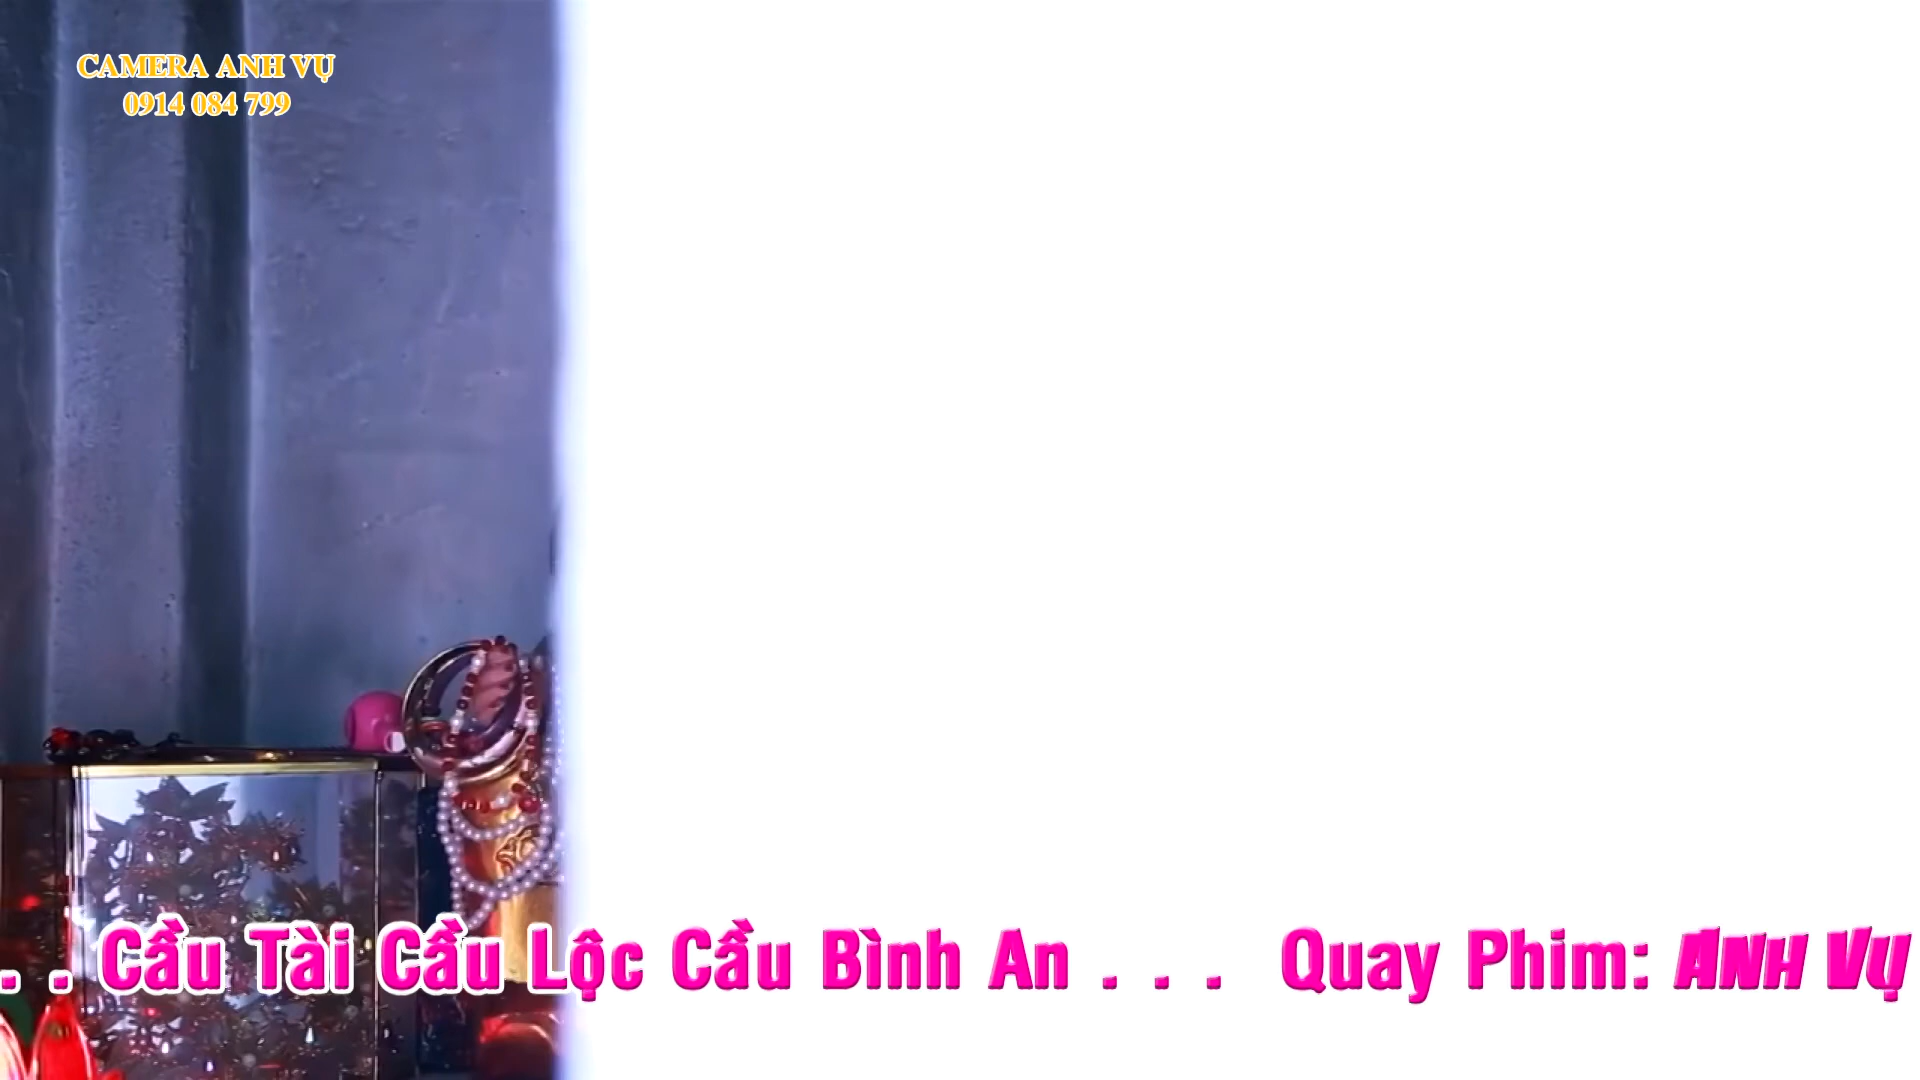 CAMERA ANH VỤ
0914 084 799
. . Cầu Tài Cầu Lộc Cầu Bình An . . . Quay Phim: ANH VỤ